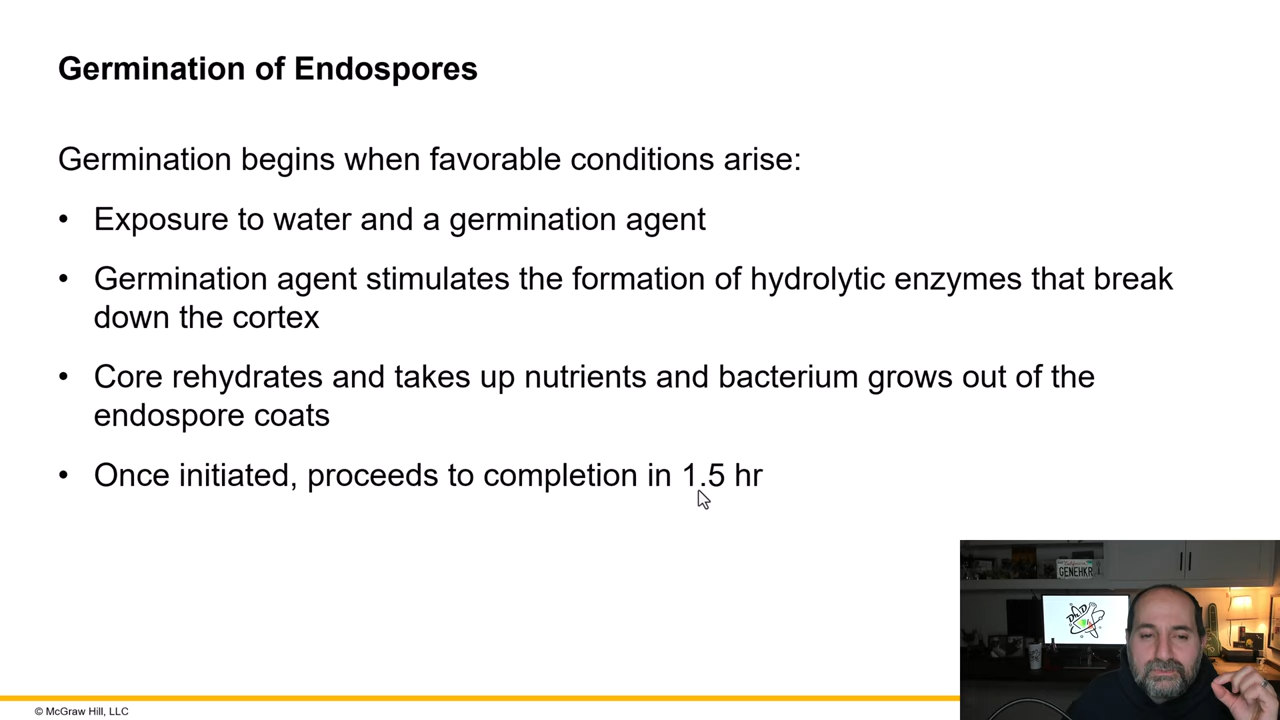 Germination of Endospores
Germination begins when favorable conditions arise:
• Exposure to water and a germination agent
• Germination agent stimulates the formation of hydrolytic enzymes that break
down the cortex
• Core rehydrates and takes up nutrients and bacterium grows out of the
endospore coats
• Once initiated, proceeds to completion in 1.5 hr
GENEHKR
© McGraw Hill, LLC